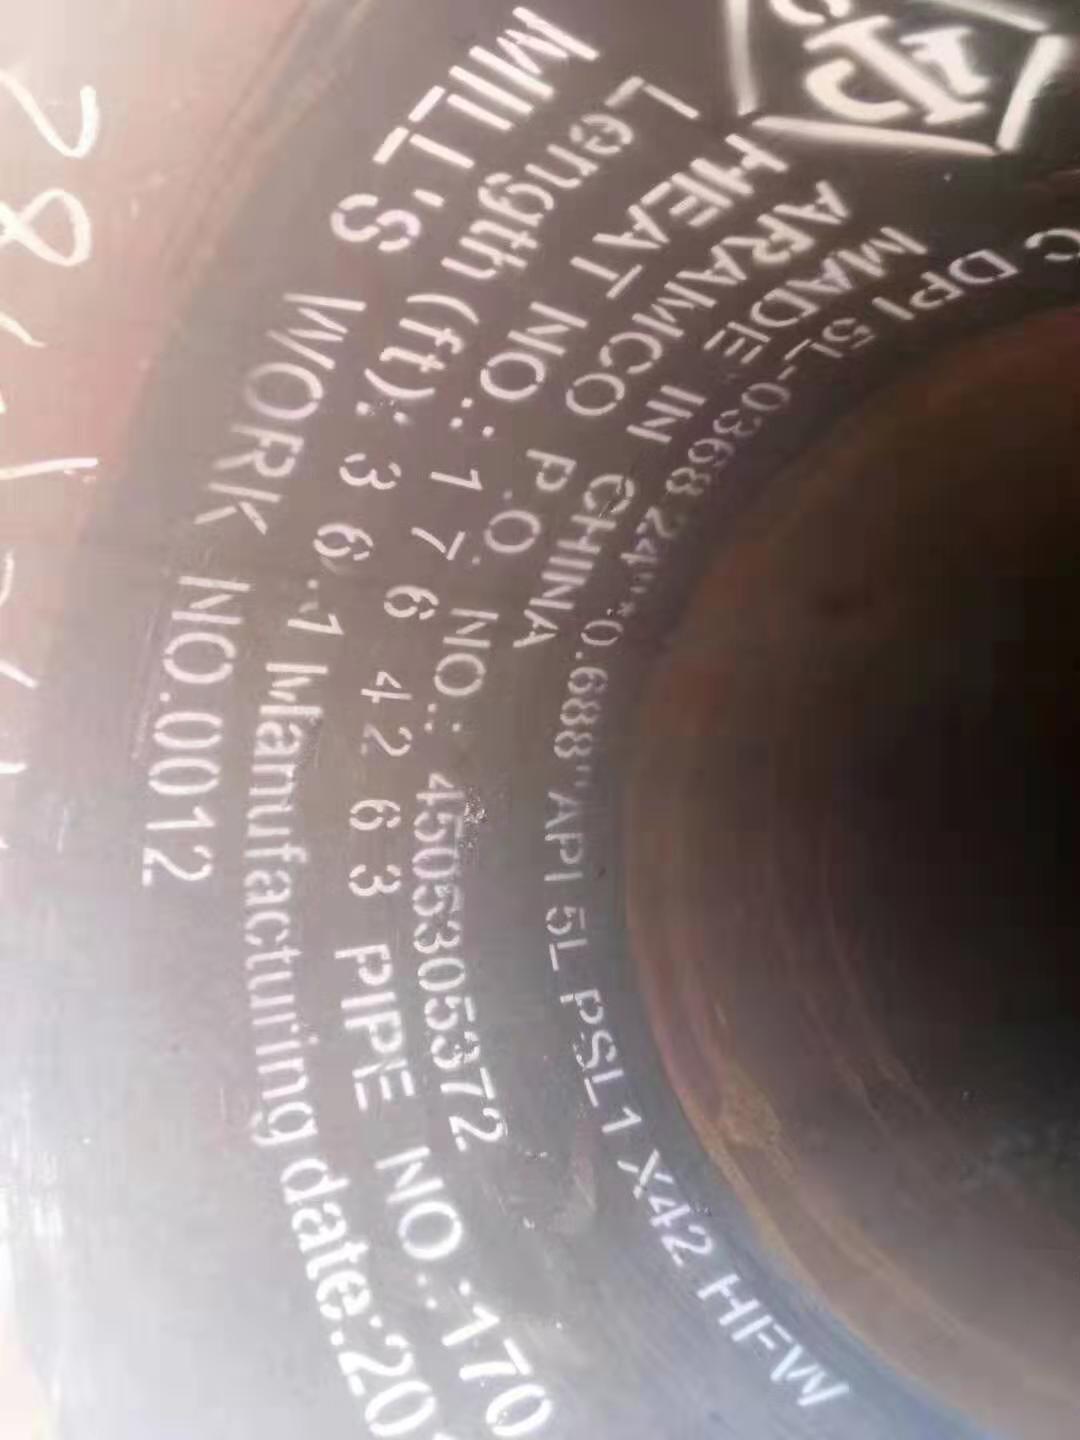 C DPI 5L-0368 24"*0.688" API 5L PSL1 X42 HFW
MADE IN CHINA
ARAMCO P.O. NO.: 4505305372
HEAT NO.: 1 7 6 4 2 6 3 PIPE NO.:170
Length (ft): 3 6 .1 Manufacturing date:20
MILL'S WORK NO.0012
28